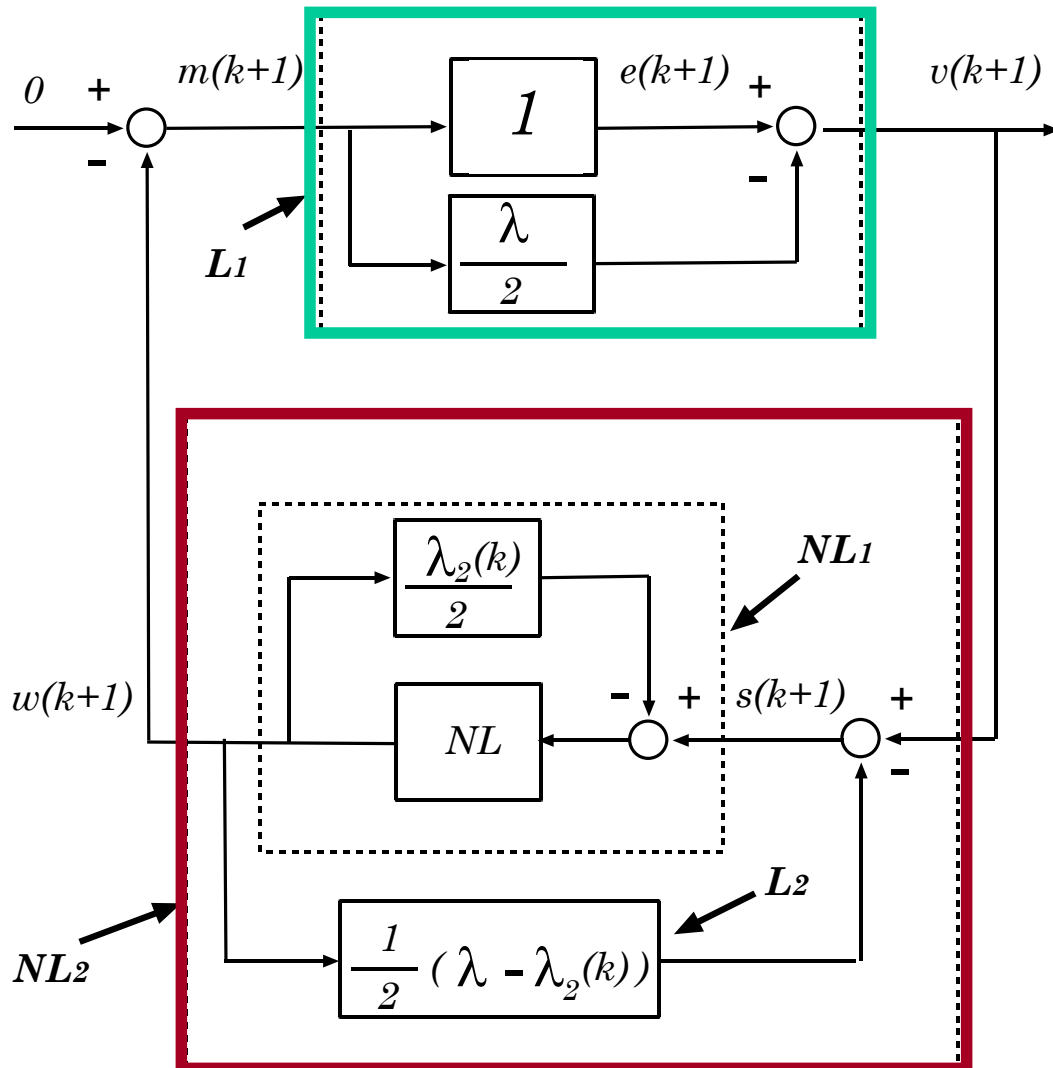 0
+
-
m(k+1)
1
e(k+1)
+
-
v(k+1)
L1
λ
2
λ2(k)
2
NL1
w(k+1)
NL
-
+
s(k+1)
+
-
L2
1
2
( λ - λ2(k) )
NL2